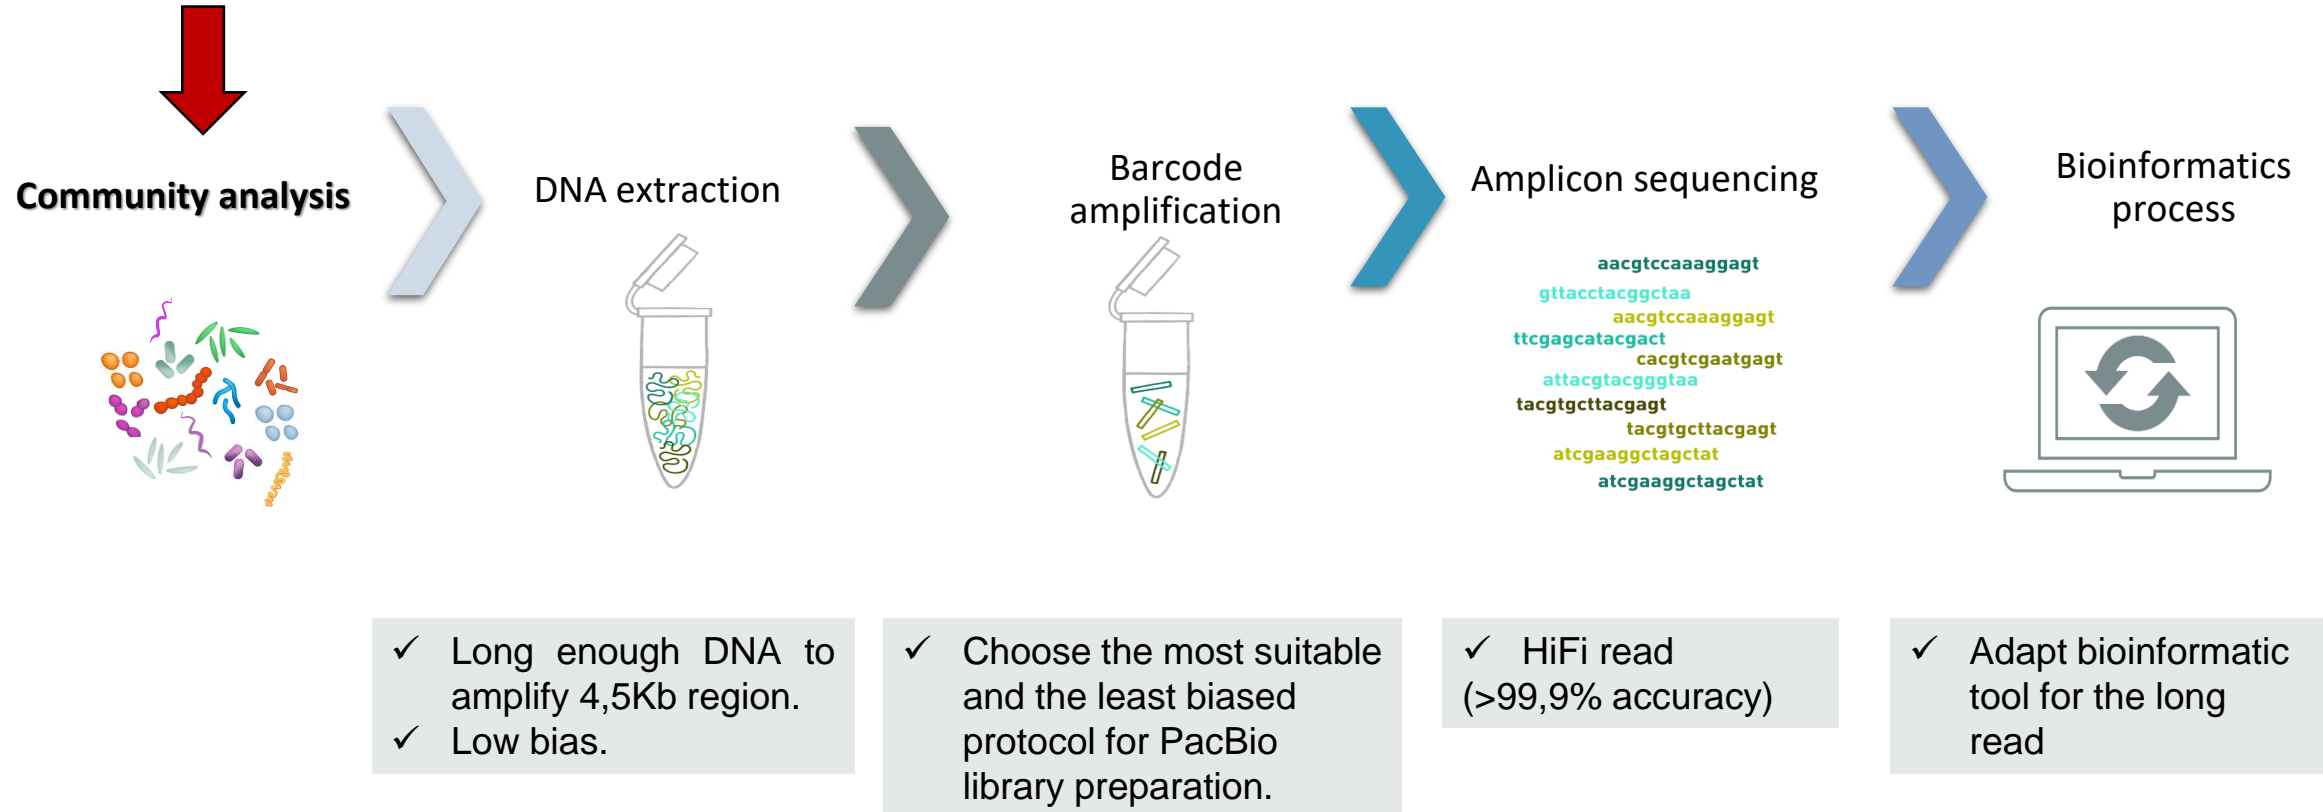 Community analysis
DNA extraction
Barcode
amplification
Amplicon sequencing
Bioinformatics
process
aacgtccaaaggagt
gttacctacggctaa
aacgtccaaaggagt
ttcgagcatacgact
cacgtcgaatgagt
attacgtacgggtaa
tacgtgcttacgagt
tacgtgcttacgagt
atcgaaggctagctat
atcgaaggctagctat
✓ Long enough DNA to
amplify 4,5Kb region.
✓ Low bias.
✓ Choose the most suitable
and the least biased
protocol for PacBio
library preparation.
✓ HiFi read
(>99,9% accuracy)
✓ Adapt bioinformatic
tool for the long
read